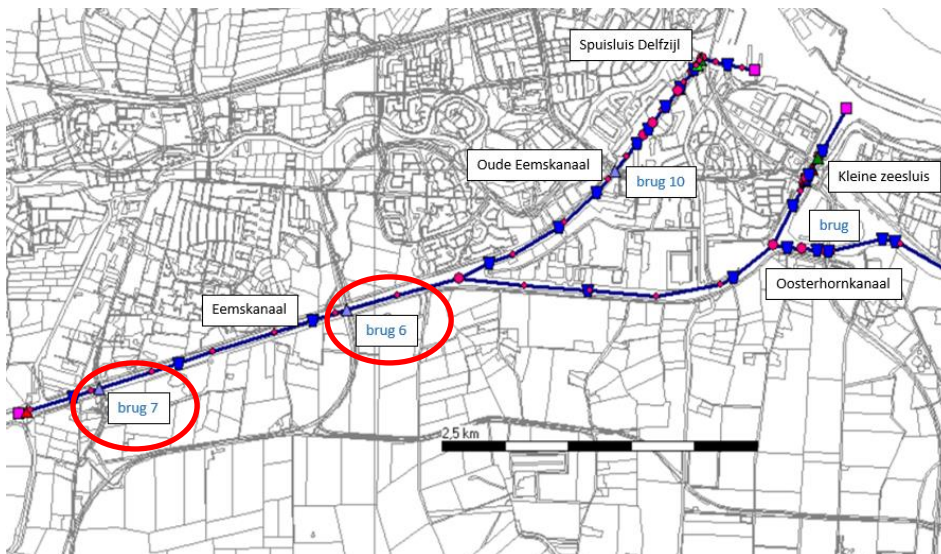 Spuisluis Delfzijl
Oude Eemskanaal
brug 10
Kleine zeesluis
brug
Oosterhornkanaal
Eemskanaal
brug 6
brug 7
2,5 km